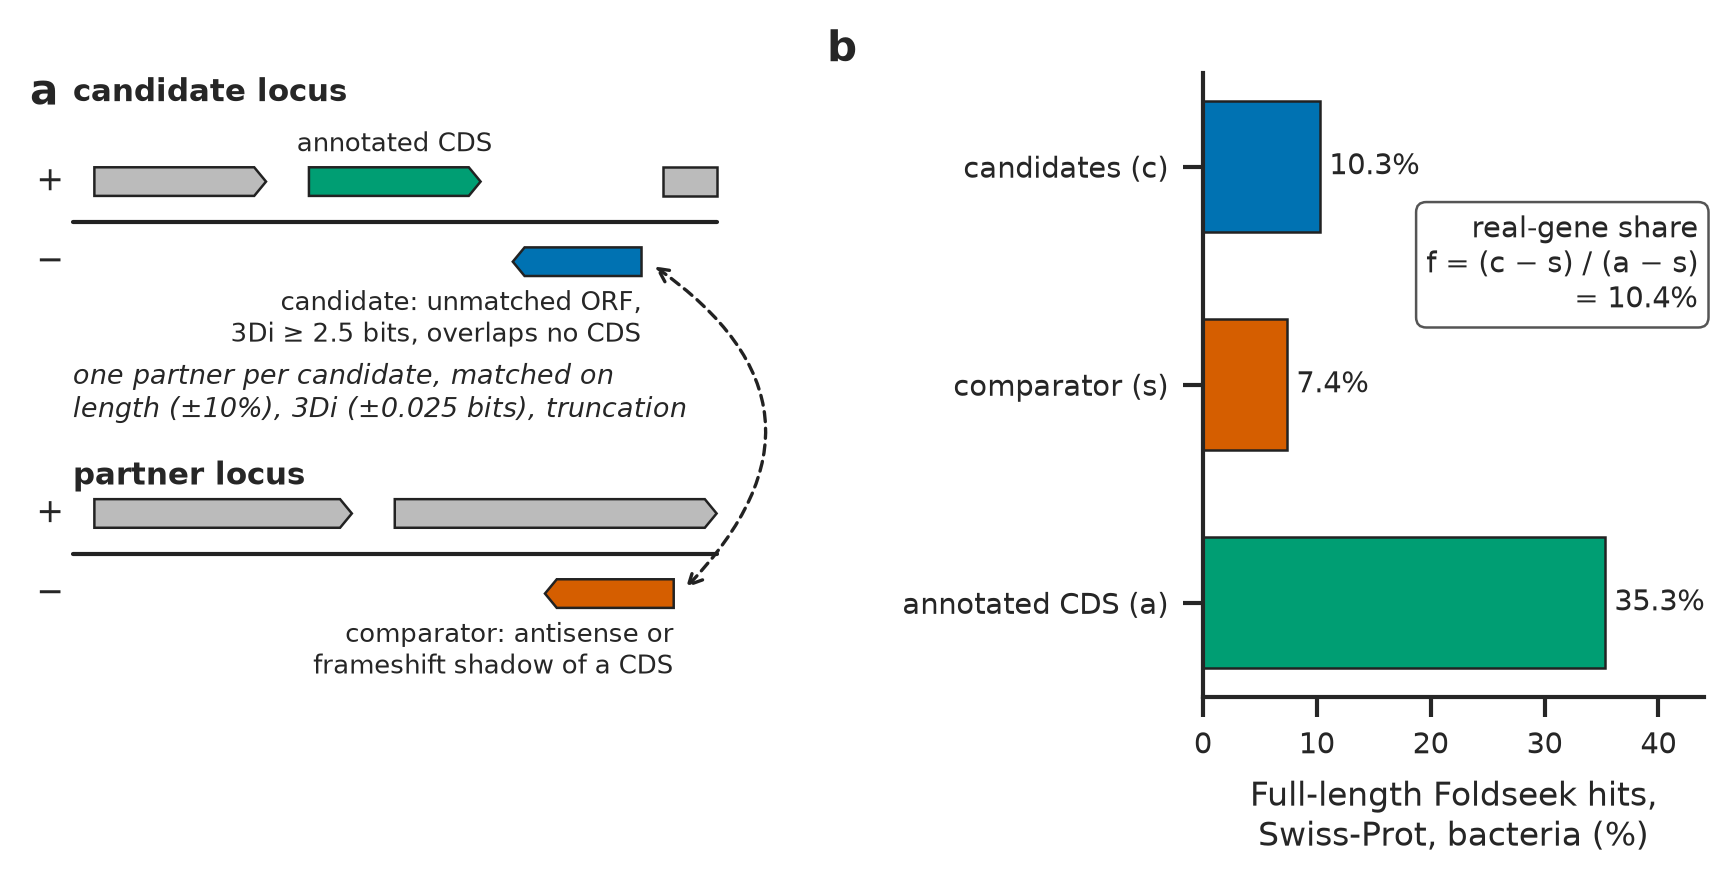 a candidate locus
annotated CDS
+
−
candidate: unmatched ORF,
3Di ≥ 2.5 bits, overlaps no CDS
one partner per candidate, matched on
length (±10%), 3Di (±0.025 bits), truncation
partner locus
+
−
comparator: antisense or
frameshift shadow of a CDS
b
candidates (c)
10.3%
real-gene share
f = (c − s) / (a − s)
= 10.4%
comparator (s)
7.4%
annotated CDS (a)
35.3%
0 10 20 30 40
Full-length Foldseek hits,
Swiss-Prot, bacteria (%)